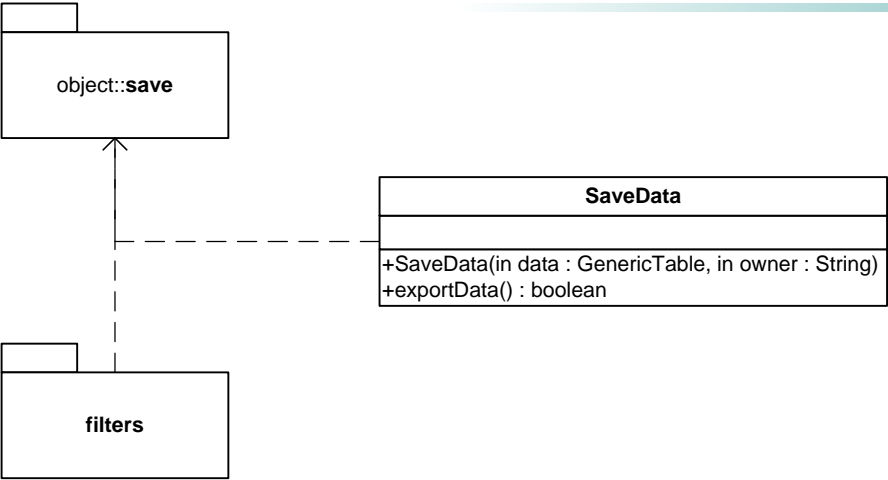 object::save
SaveData
+SaveData(in data : GenericTable, in owner : String)
+exportData() : boolean
filters